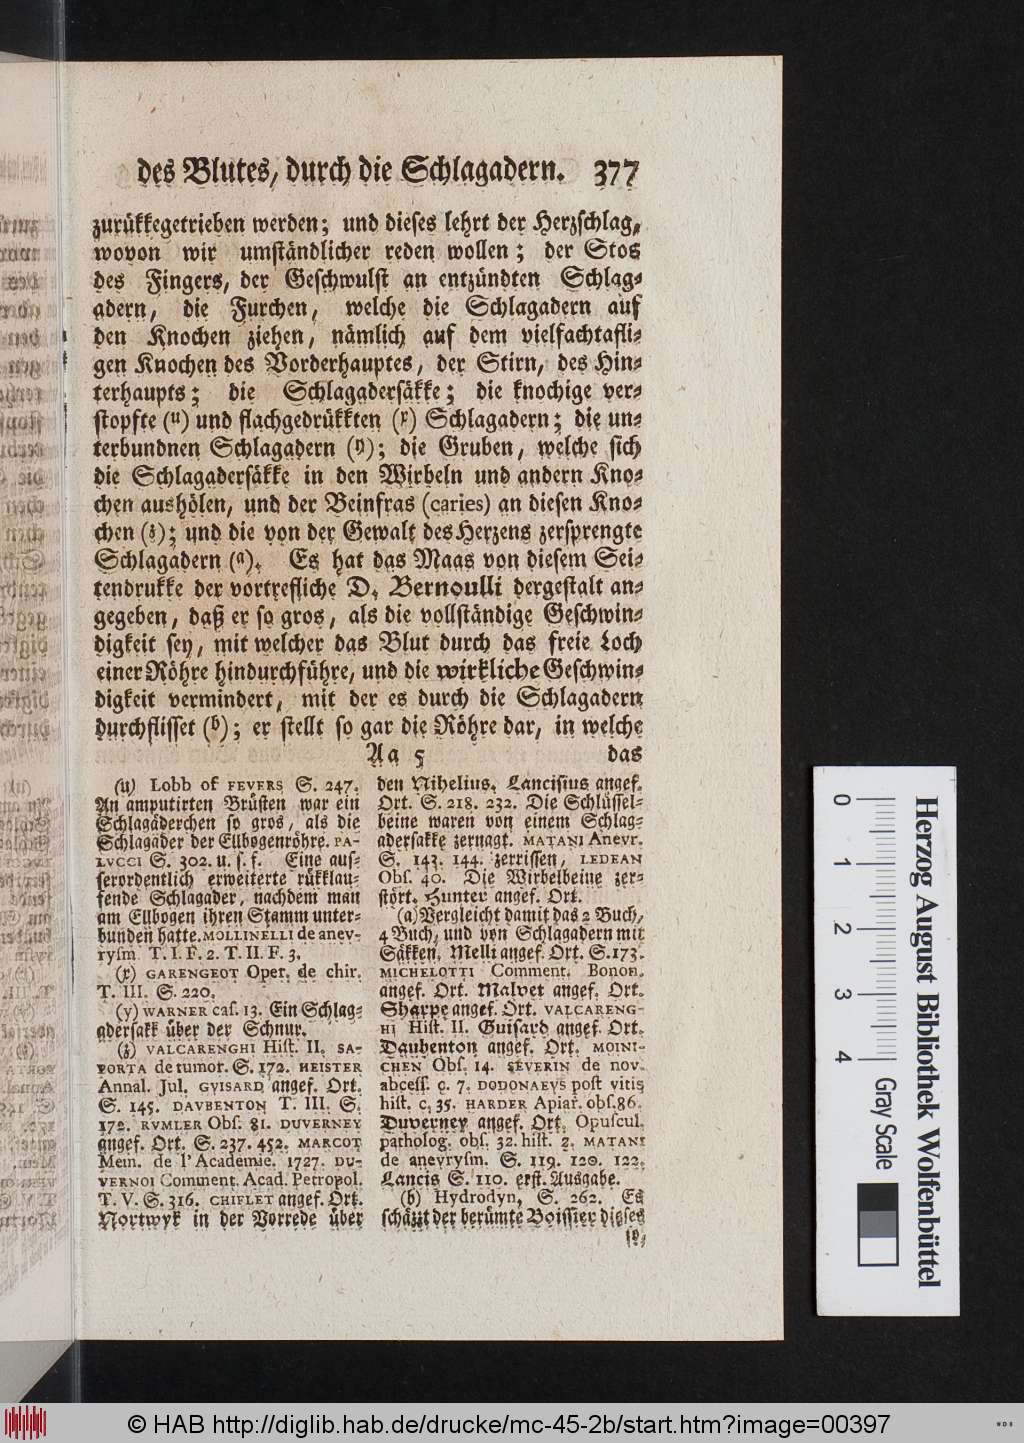 des Blutes, durch die Schlagadern. 377
zurükkegetrieben werden; und dieses lehrt der Herzschlag,
wovon wir umständlicher reden wollen; der Stos
des Fingers, der Geschwulst an entzündten Schlag-
adern, die Furchen, welche die Schlagadern auf
den Knochen ziehen, nämlich auf dem vielfachtafli-
gen Knochen des Vorderhauptes, der Stirn, des Hin-
terhaupts; die Schlagadersäkke; die knochige ver-
stopfte (u) und flachgedrükkten (x) Schlagadern; die un-
terbundnen Schlagadern (y); die Gruben, welche sich
die Schlagadersäkke in den Wirbeln und andern Kno-
chen aushölen, und der Beinfras (caries) an diesen Kno-
chen (z); und die von der Gewalt des Herzens zersprengte
Schlagadern (a). Es hat das Maas von diesem Sei-
tendrukke der vortrefliche D. Bernoulli dergestalt an-
gegeben, daß er so gros, als die vollständige Geschwin-
digkeit sey, mit welcher das Blut durch das freie Loch
einer Röhre hindurchführe, und die wirkliche Geschwin-
digkeit vermindert, mit der es durch die Schlagadern
durchflisset (b); er stellt so gar die Röhre dar, in welche
Aa 5 das
(u) Lobb of FEVERS S. 247.
An amputirten Brüsten war ein
Schlagäderchen so gros, als die
Schlagader der Ellbogenröhre. PA-
LVCCI S. 302. u. s. f. Eine aus-
serordentlich erweiterte rükklau-
fende Schlagader, nachdem man
am Ellbogen ihren Stamm unter-
bunden hatte. MOLLINELLI de anev-
rysm. T. I. F. 2. T. II. F. 3.
(x) GARENGEOT Oper. de chir.
T. III. S. 220.
(y) WARNER cas. 13. Ein Schlag-
adersakk über der Schnur.
(z) VALCARENGHI Hist. II. SA-
PORTA de tumor. S. 172. HEISTER
Annal. Jul. GVISARD angef. Ort.
S. 145. DAVBENTON T. III. S.
172. RVMLER Obs. 81. DUVERNEY
angef. Ort. S. 237. 452. MARCOT
Mem. de l'Academie. 1727. DU-
VERNOI Comment. Acad. Petropol.
T. V. S. 316. CHIFLET angef. Ort.
Nortwyk in der Vorrede über
den Nihelius. Lancisius angef.
Ort. S. 218. 232. Die Schlüssel-
beine waren von einem Schlag-
adersakke zernagt. MATANI Anevr.
S. 143. 144. zerrissen, LEDEAN
Obs. 40. Die Wirbelbeine zer-
stört. Hunter angef. Ort.
(a) Vergleicht damit das 2 Buch,
4 Buch, und von Schlagadern mit
Säkken. Melli angef. Ort. S. 173.
MICHELOTTI Comment. Bonon.
angef. Ort. Malvet angef. Ort.
Sharpe angef. Ort. VALCARENG-
HI Hist. II. Guisard angef. Ort.
Daubenton angef. Ort. MOINI-
CHEN Obs. 14. SEVERIN de nov.
abcess. c. 7. DODONAEVS post vitis
hist. c. 35. HARDER Apiar. obs. 86.
Duverney angef. Ort. Opuscul.
patholog. obs. 32. hist. 2. MATANI
de anevrysm. S. 119. 120. 122.
Lancis S. 110. erst. Ausgabe.
(b) Hydrodyn. S. 262. Es
schäzzt der berümte Boissier dieses
so,
0 1 2 3 4 Gray Scale
Herzog August Bibliothek Wolfenbüttel
© HAB http://diglib.hab.de/drucke/mc-45-2b/start.htm?image=00397